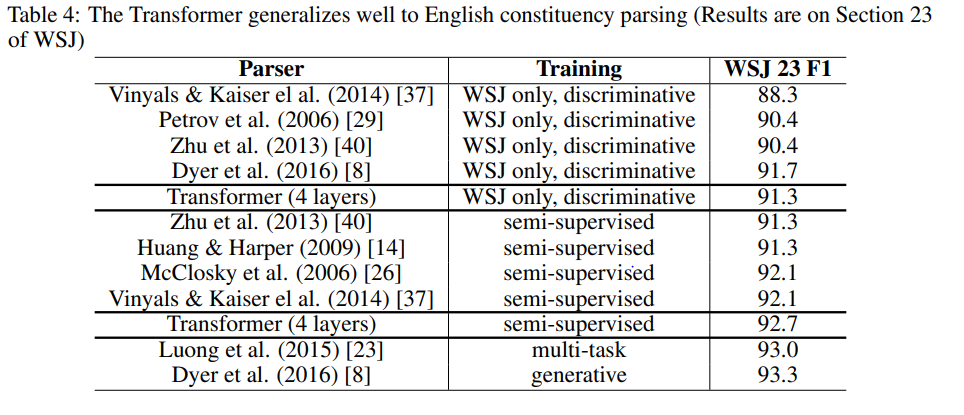 Table 4: The Transformer generalizes well to English constituency parsing (Results are on Section 23
of WSJ)
Parser Training WSJ 23 F1
Vinyals & Kaiser el al. (2014) [37] WSJ only, discriminative 88.3
Petrov et al. (2006) [29] WSJ only, discriminative 90.4
Zhu et al. (2013) [40] WSJ only, discriminative 90.4
Dyer et al. (2016) [8] WSJ only, discriminative 91.7
Transformer (4 layers) WSJ only, discriminative 91.3
Zhu et al. (2013) [40] semi-supervised 91.3
Huang & Harper (2009) [14] semi-supervised 91.3
McClosky et al. (2006) [26] semi-supervised 92.1
Vinyals & Kaiser el al. (2014) [37] semi-supervised 92.1
Transformer (4 layers) semi-supervised 92.7
Luong et al. (2015) [23] multi-task 93.0
Dyer et al. (2016) [8] generative 93.3